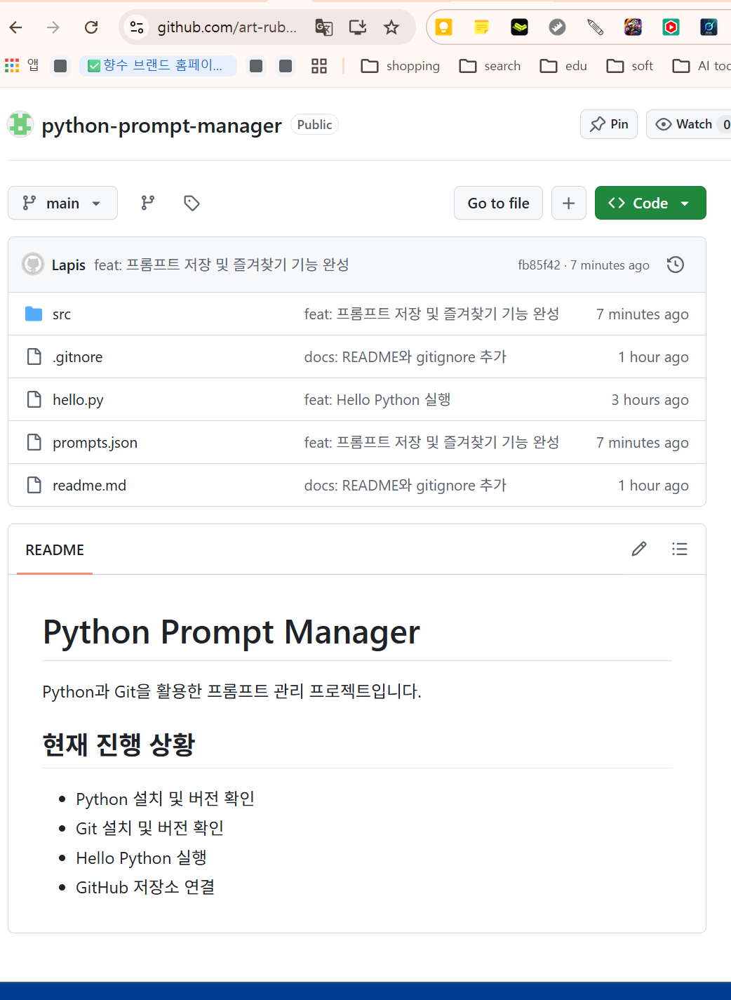 github.com/art-rub...
앱
✅향수 브랜드 홈페이...
shopping
search
edu
soft
AI too
python-prompt-manager
Public
Pin
Watch 0
main
Go to file
Code
Lapis feat: 프롬프트 저장 및 즐겨찾기 기능 완성 fb85f42 · 7 minutes ago
src feat: 프롬프트 저장 및 즐겨찾기 기능 완성 7 minutes ago
.gitnore docs: README와 gitignore 추가 1 hour ago
hello.py feat: Hello Python 실행 3 hours ago
prompts.json feat: 프롬프트 저장 및 즐겨찾기 기능 완성 7 minutes ago
readme.md docs: README와 gitignore 추가 1 hour ago
README
Python Prompt Manager
Python과 Git을 활용한 프롬프트 관리 프로젝트입니다.
현재 진행 상황
Python 설치 및 버전 확인
Git 설치 및 버전 확인
Hello Python 실행
GitHub 저장소 연결